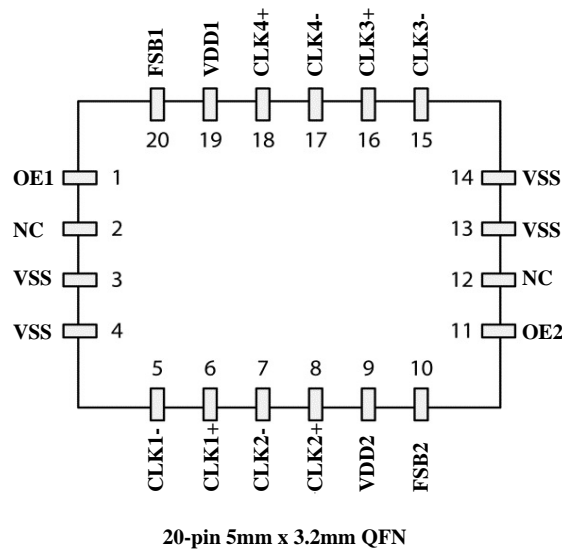 FSB1 VDD1 CLK4+ CLK4- CLK3+ CLK3-
20 19 18 17 16 15
OE1 1 14 VSS
NC 2 13 VSS
VSS 3 12 NC
VSS 4 11 OE2
5 6 7 8 9 10
CLK1- CLK1+ CLK2- CLK2+ VDD2 FSB2
20-pin 5mm x 3.2mm QFN